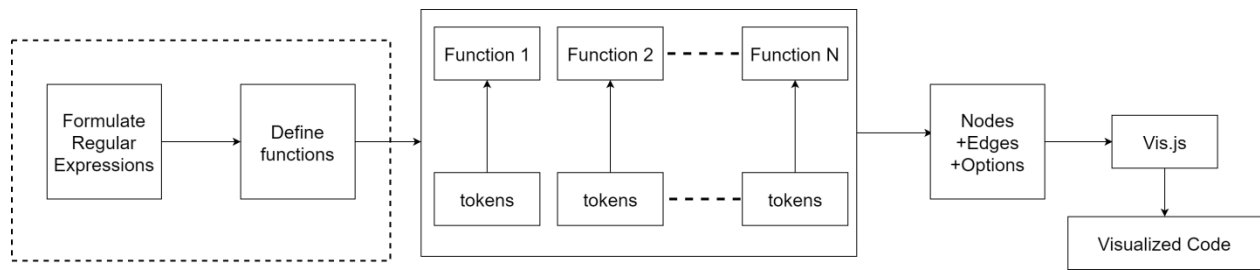 Formulate
Regular
Expressions
Define
functions
Function 1
Function 2
Function N
tokens
tokens
tokens
Nodes
+Edges
+Options
Vis.js
Visualized Code